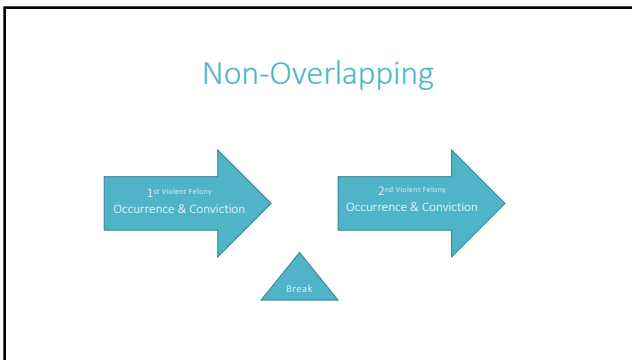 Non-Overlapping
1st Violent Felony
Occurrence & Conviction
2nd Violent Felony
Occurrence & Conviction
Break